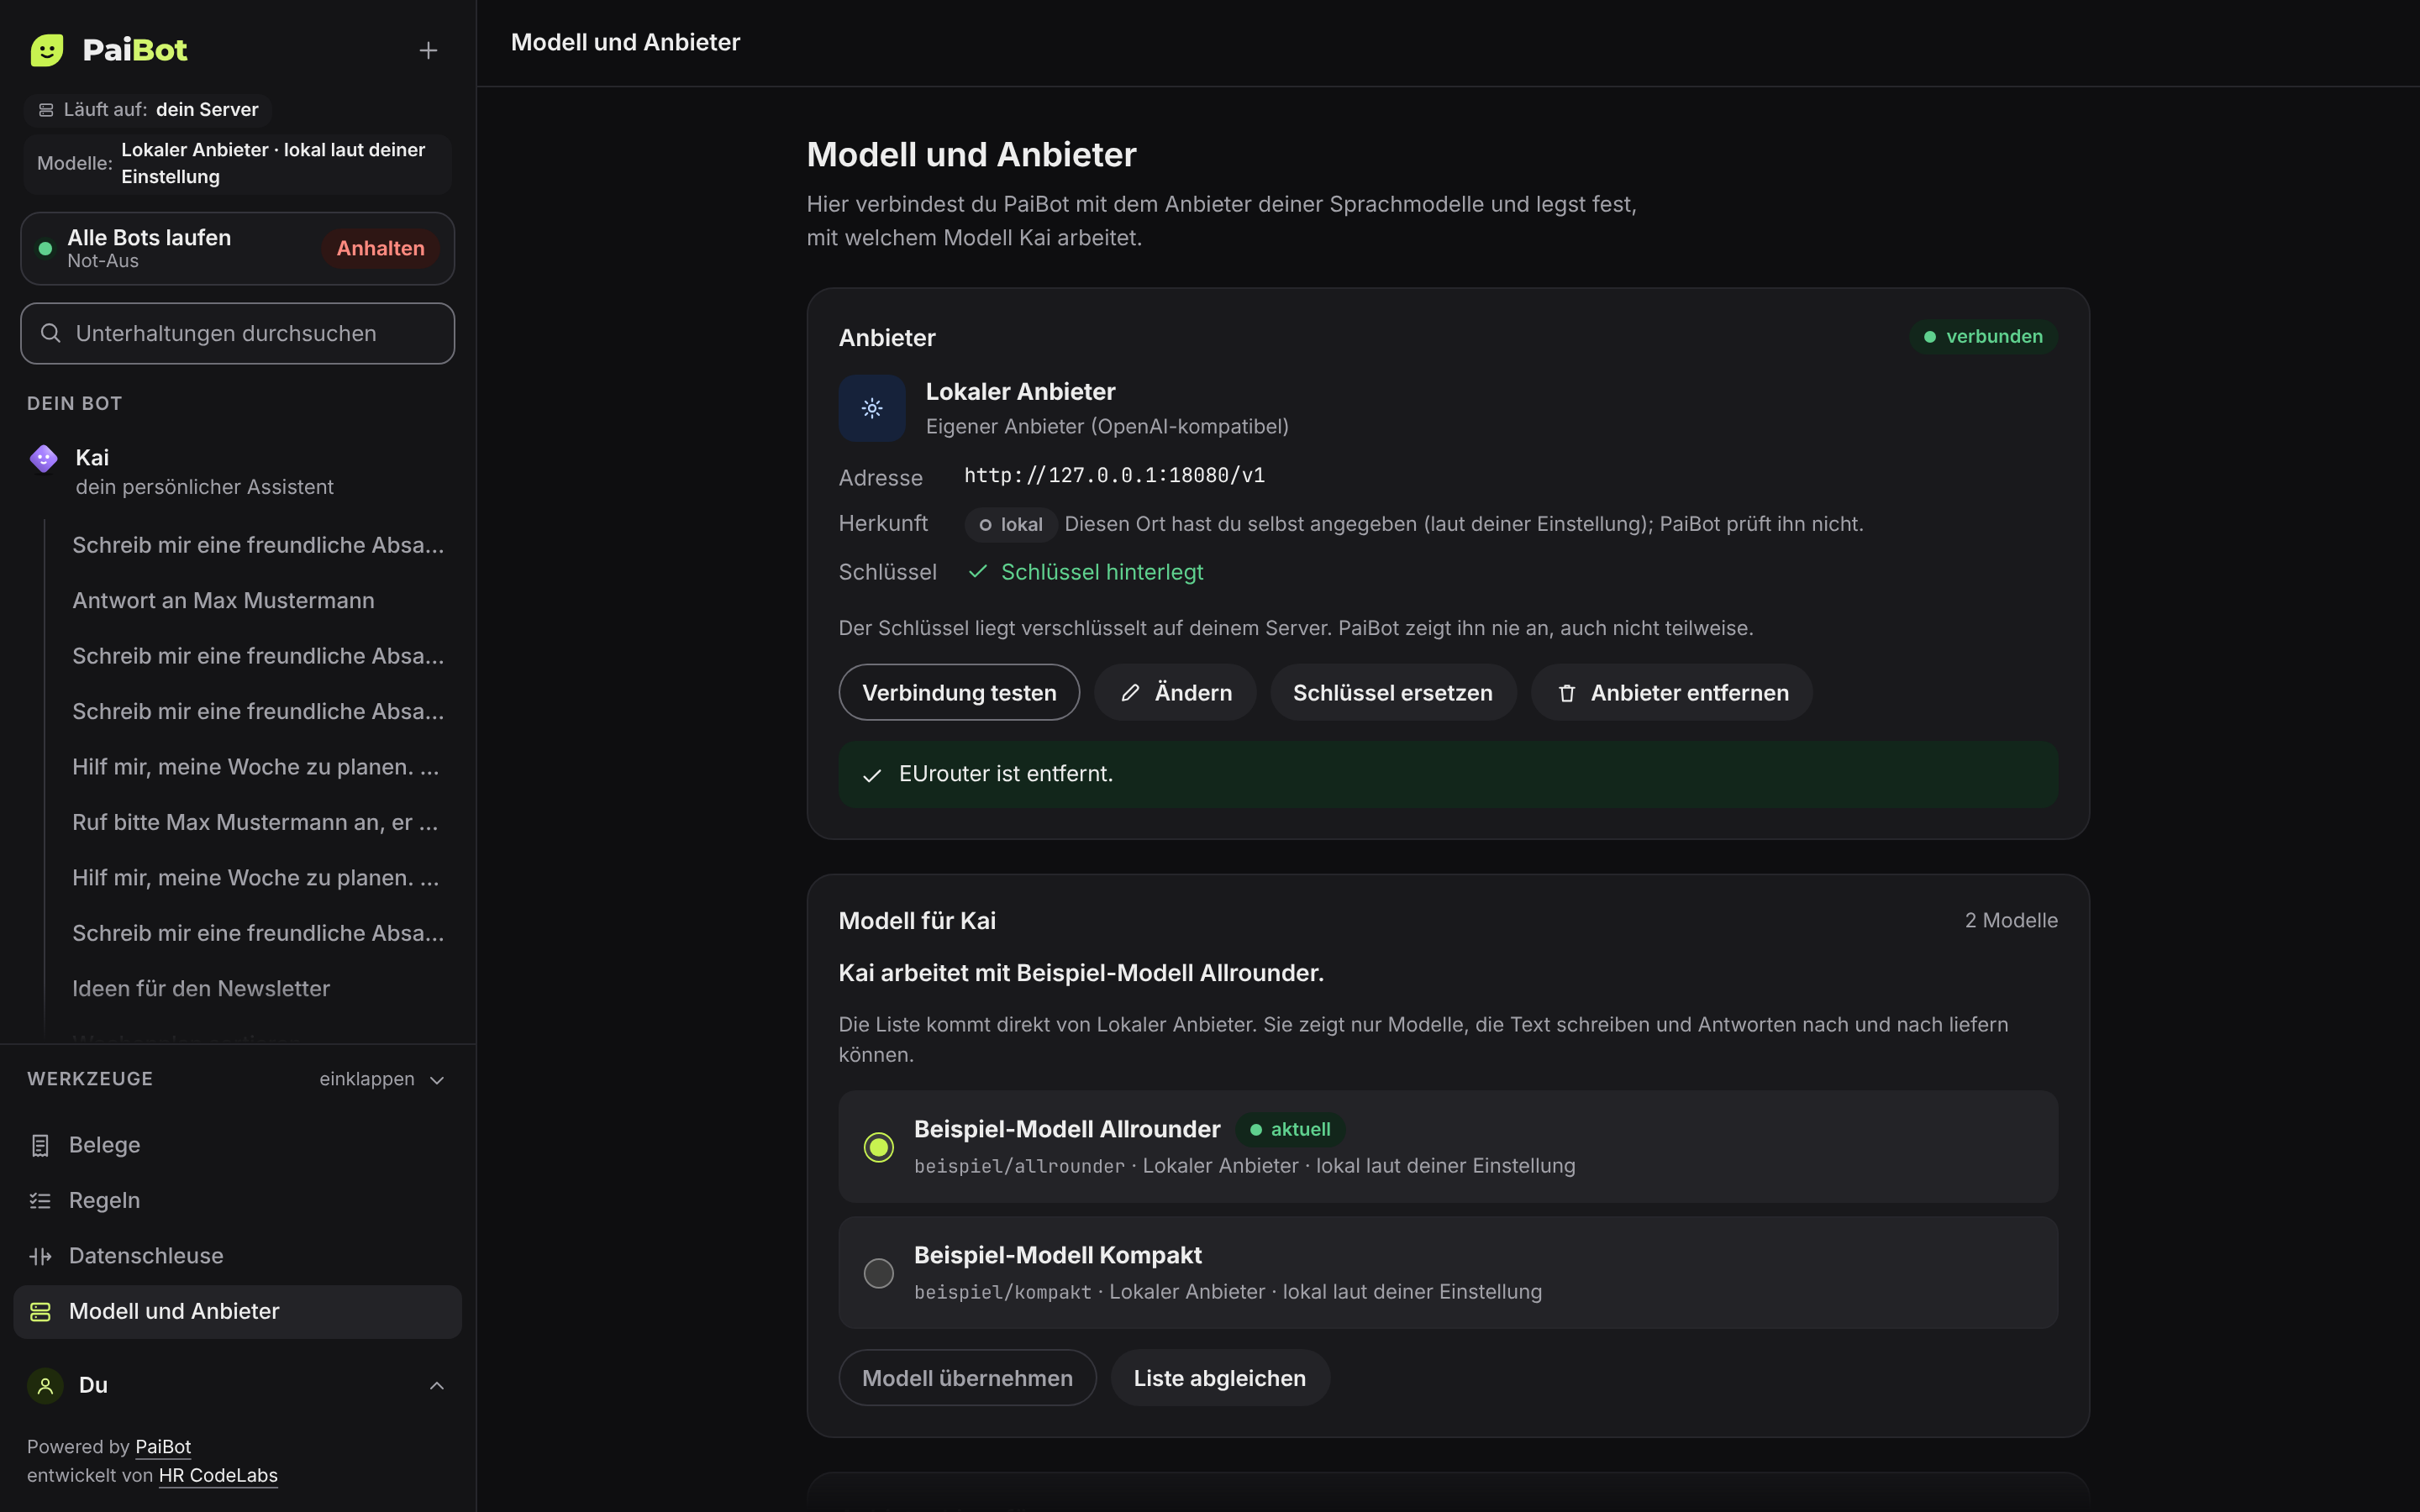 PaiBot
Läuft auf: dein Server
Modelle: Lokaler Anbieter · lokal laut deiner
Einstellung
Alle Bots laufen
Not-Aus
Anhalten
Unterhaltungen durchsuchen
DEIN BOT
Kai
dein persönlicher Assistent
Schreib mir eine freundliche Absa...
Antwort an Max Mustermann
Schreib mir eine freundliche Absa...
Schreib mir eine freundliche Absa...
Hilf mir, meine Woche zu planen. ...
Ruf bitte Max Mustermann an, er ...
Hilf mir, meine Woche zu planen. ...
Schreib mir eine freundliche Absa...
Ideen für den Newsletter
WERKZEUGE
einklappen
Belege
Regeln
Datenschleuse
Modell und Anbieter
Du
Powered by PaiBot
entwickelt von HR CodeLabs
Modell und Anbieter
Modell und Anbieter
Hier verbindest du PaiBot mit dem Anbieter deiner Sprachmodelle und legst fest,
mit welchem Modell Kai arbeitet.
Anbieter
verbunden
Lokaler Anbieter
Eigener Anbieter (OpenAI-kompatibel)
Adresse http://127.0.0.1:18080/v1
Herkunft lokal Diesen Ort hast du selbst angegeben (laut deiner Einstellung); PaiBot prüft ihn nicht.
Schlüssel Schlüssel hinterlegt
Der Schlüssel liegt verschlüsselt auf deinem Server. PaiBot zeigt ihn nie an, auch nicht teilweise.
Verbindung testen Ändern Schlüssel ersetzen Anbieter entfernen
EUrouter ist entfernt.
Modell für Kai
2 Modelle
Kai arbeitet mit Beispiel-Modell Allrounder.
Die Liste kommt direkt von Lokaler Anbieter. Sie zeigt nur Modelle, die Text schreiben und Antworten nach und nach liefern
können.
Beispiel-Modell Allrounder aktuell
beispiel/allrounder · Lokaler Anbieter · lokal laut deiner Einstellung
Beispiel-Modell Kompakt
beispiel/kompakt · Lokaler Anbieter · lokal laut deiner Einstellung
Modell übernehmen Liste abgleichen